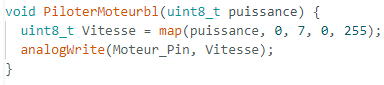 void PiloterMoteurbl(uint8_t puissance) {
  uint8_t Vitesse = map(puissance, 0, 7, 0, 255);
  analogWrite(Moteur_Pin, Vitesse);
}